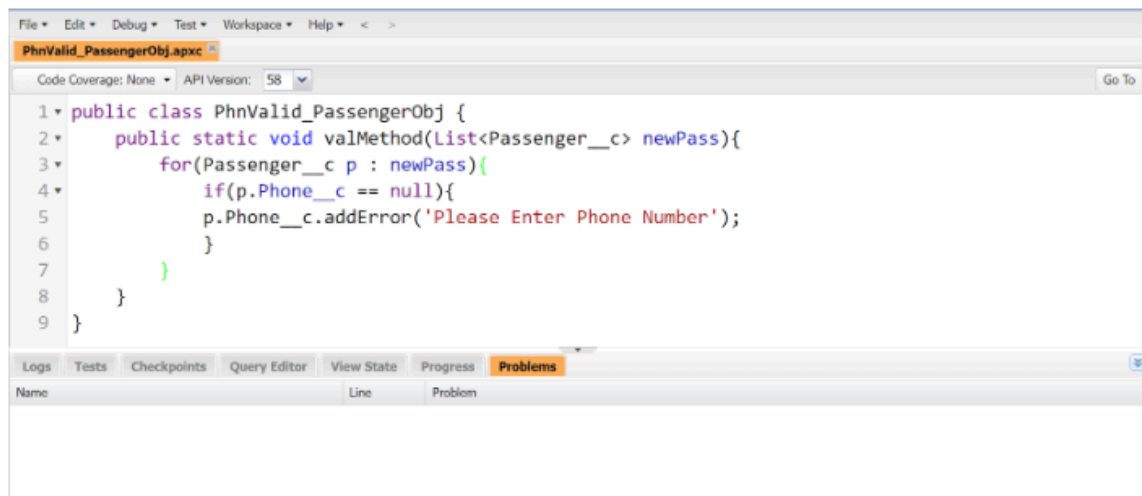 File Edit Debug Test Workspace Help < >
PhnValid_PassengerObj.apxc
Code Coverage: None API Version: 58 Go To
1 public class PhnValid_PassengerObj {
2 public static void valMethod(List<Passenger__c> newPass){
3 for(Passenger__c p : newPass){
4 if(p.Phone__c == null){
5 p.Phone__c.addError('Please Enter Phone Number');
6 }
7 }
8 }
9 }
Logs Tests Checkpoints Query Editor View State Progress Problems
Name Line Problem